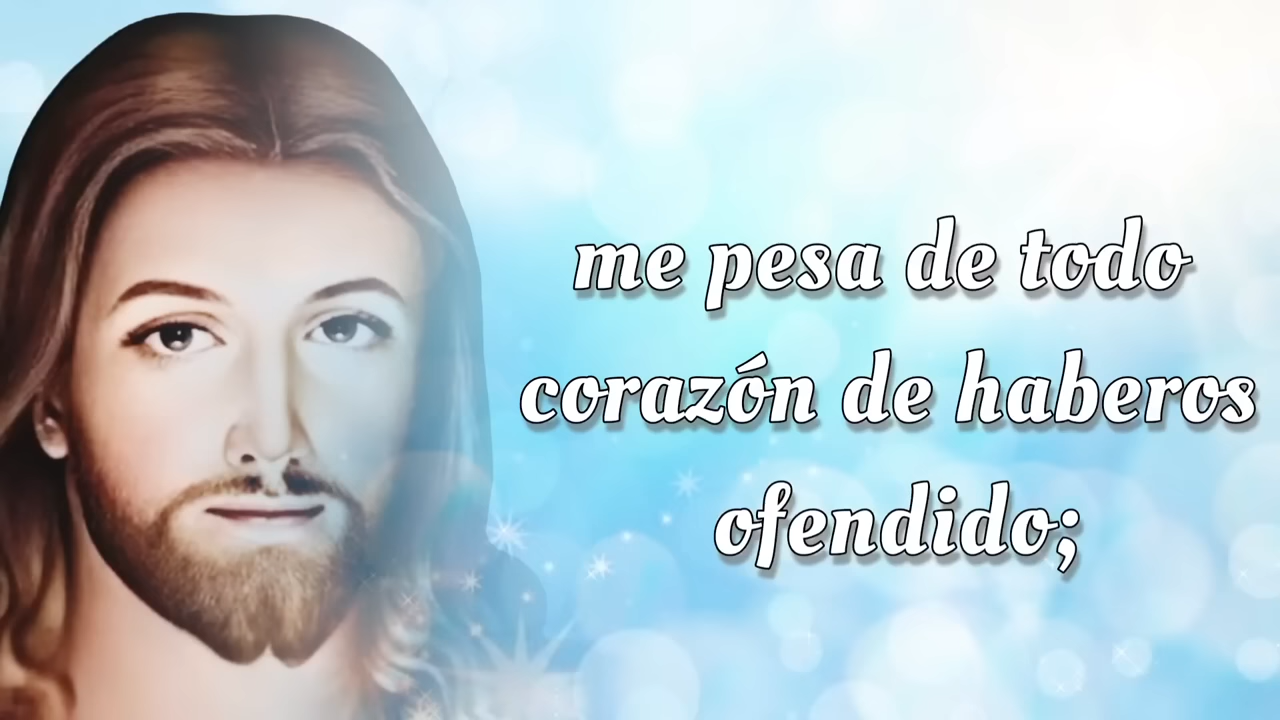 me pesa de todo
corazón de haberos
ofendido;